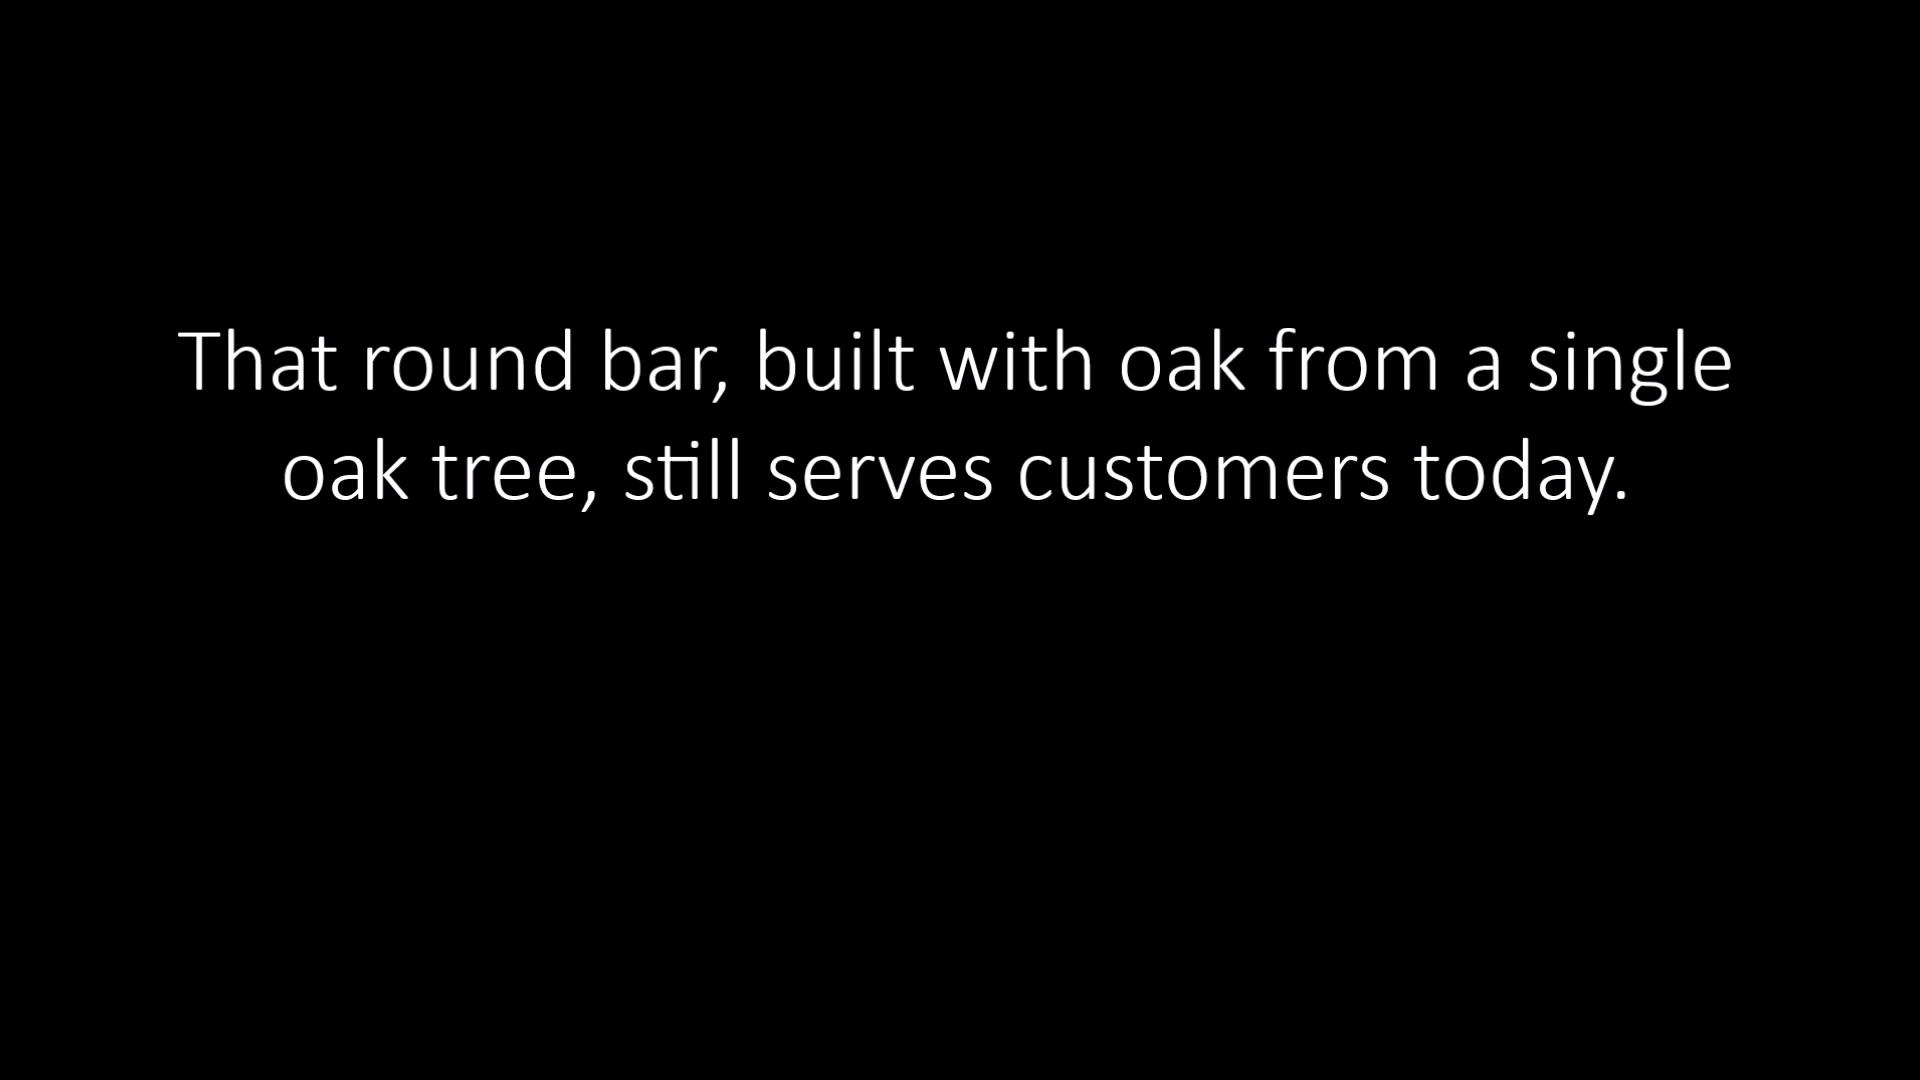 That round bar, built with oak from a single
oak tree, still serves customers today.